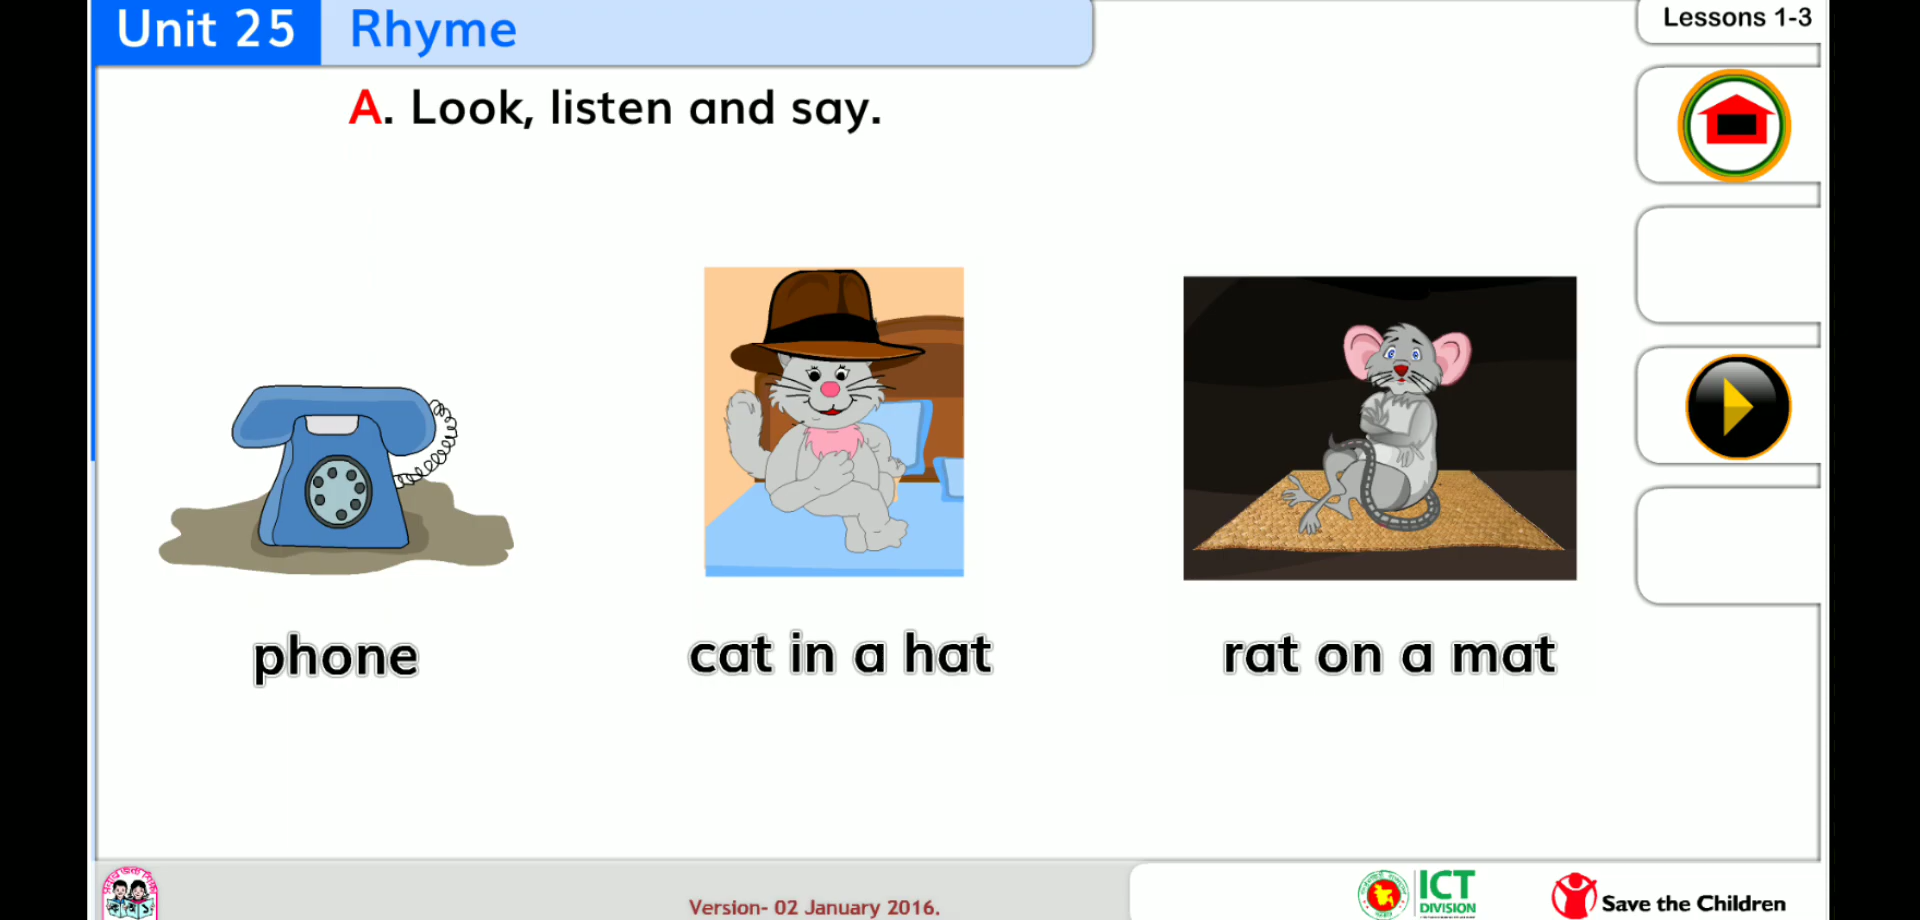 Unit 25 Rhyme
Lessons 1-3
A. Look, listen and say.
phone
cat in a hat
rat on a mat
Version- 02 January 2016.
ICT
DIVISION
Save the Children